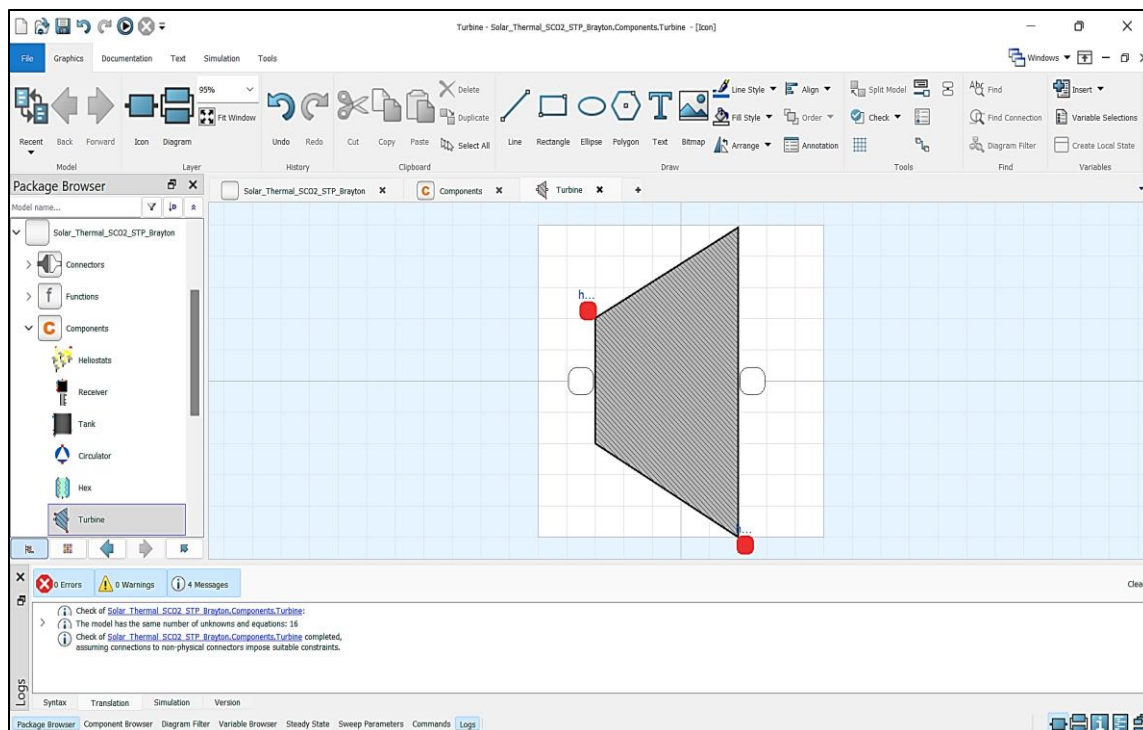 Turbine - Solar_Thermal_SCO2_STP_Brayton.Components.Turbine - [Icon]
File Graphics Documentation Text Simulation Tools Windows
95%
Fit Window
Delete
Duplicate
Select All
Line Style Align
Fill Style Order
Arrange Annotation
Split Model
Check
Find
Find Connection
Diagram Filter
Insert
Variable Selections
Create Local State
Recent Back Forward Icon Diagram Undo Redo Cut Copy Paste Line Rectangle Ellipse Polygon Text Bitmap
Model Layer History Clipboard Draw Tools Find Variables
Package Browser
Model name...
Solar_Thermal_SCO2_STP_Brayton
Connectors
f Functions
C Components
Heliostats
Receiver
Tank
Circulator
Hex
Turbine
Solar_Thermal_SCO2_STP_Brayton C Components Turbine
h...
0 Errors 0 Warnings 4 Messages Clea
Check of Solar_Thermal_SCO2_STP_Brayton.Components.Turbine:
The model has the same number of unknowns and equations: 16
Check of Solar_Thermal_SCO2_STP_Brayton.Components.Turbine completed,
assuming connections to non-physical connectors impose suitable constraints.
Logs
Syntax Translation Simulation Version
Package Browser Component Browser Diagram Filter Variable Browser Steady State Sweep Parameters Commands Logs